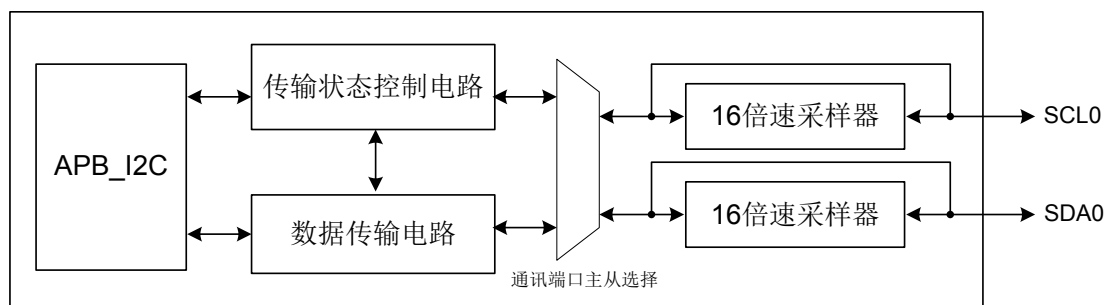 传输状态控制电路
APB_I2C
16倍速采样器
SCL0
数据传输电路
16倍速采样器
SDA0
通讯端口主从选择